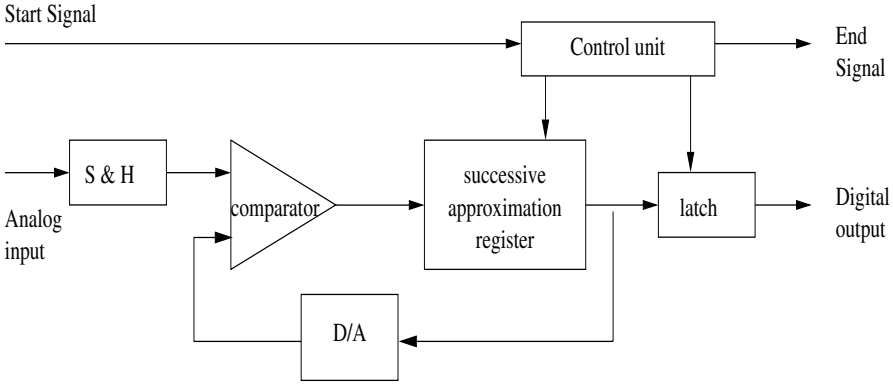 Start Signal
Control unit
End
Signal
S & H
comparator
successive
approximation
register
latch
Analog
input
Digital
output
D/A